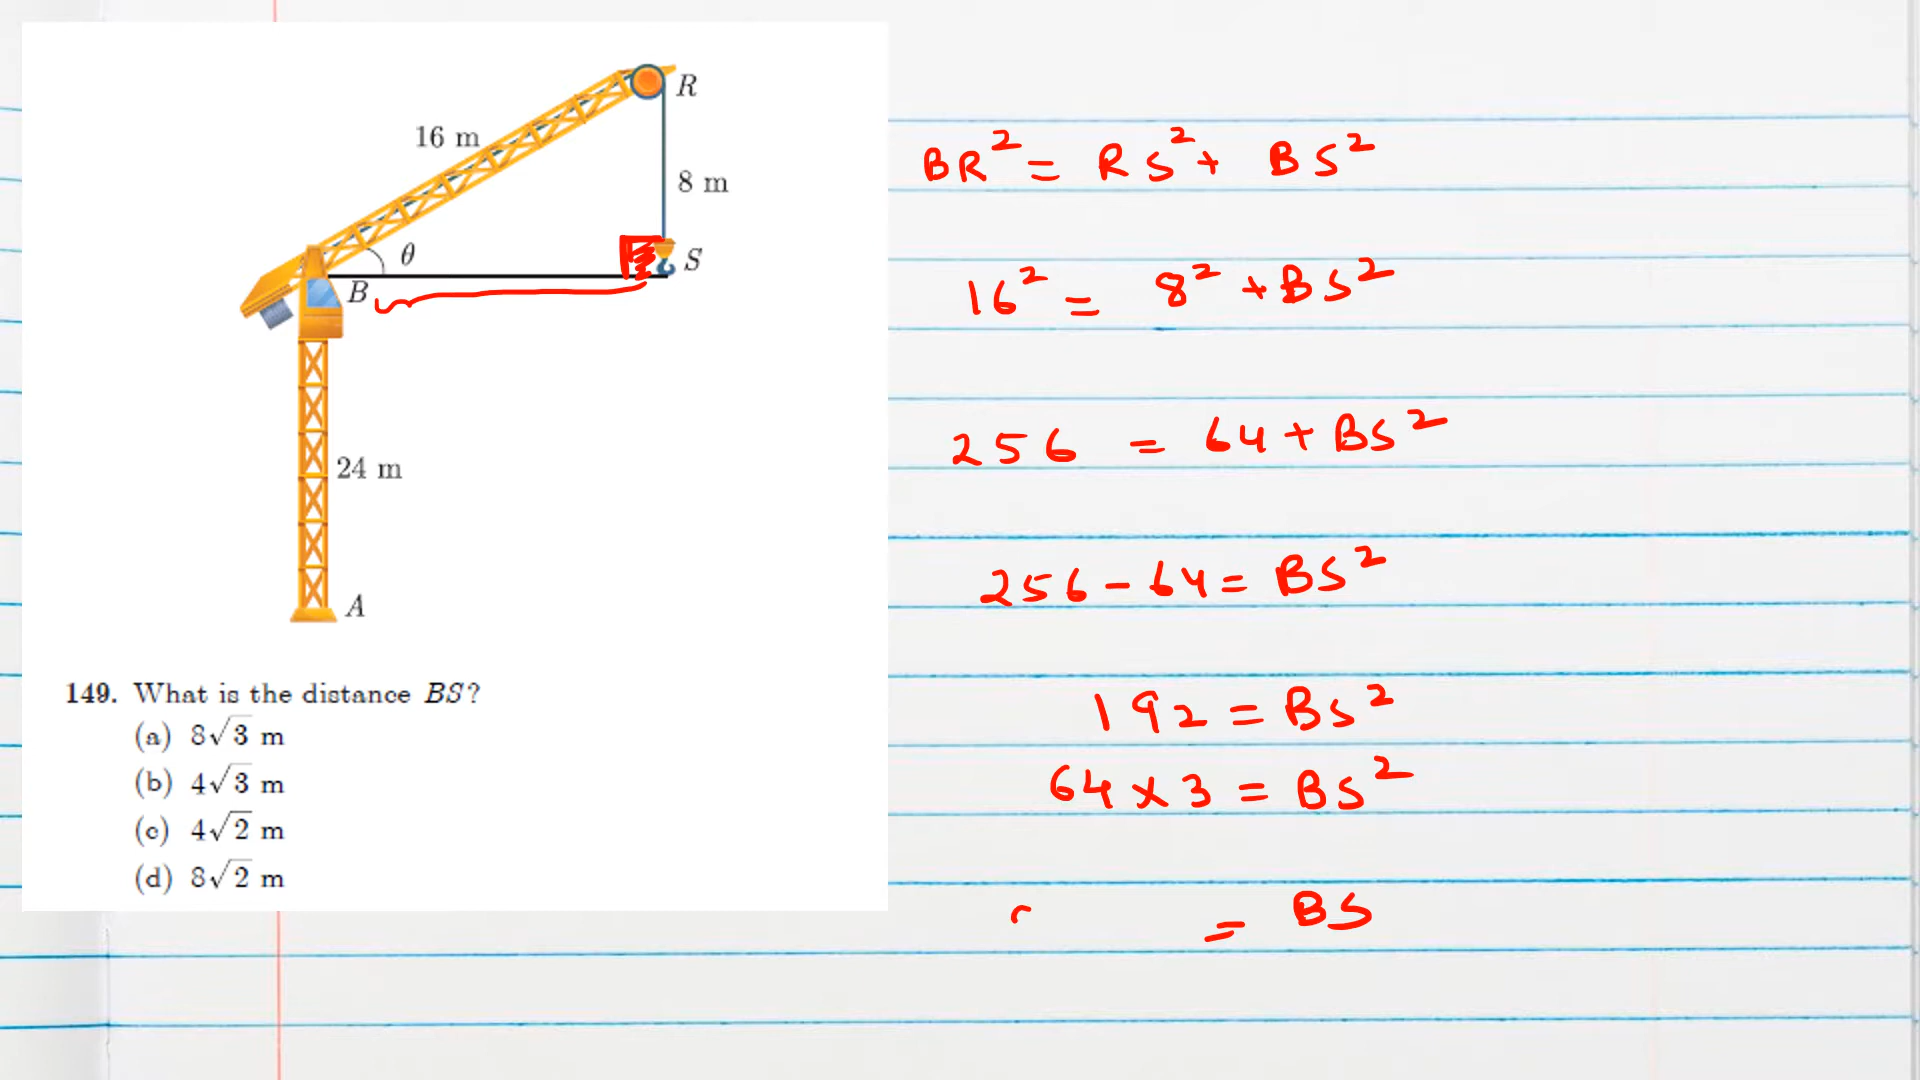 R
16 m
8 m
θ
S
B
24 m
A
149. What is the distance BS?
(a) 8√3 m
(b) 4√3 m
(c) 4√2 m
(d) 8√2 m
BR² = RS² + BS²
16² = 8² + BS²
256 = 64 + BS²
256 - 64 = BS²
192 = BS²
64 × 3 = BS²
= BS